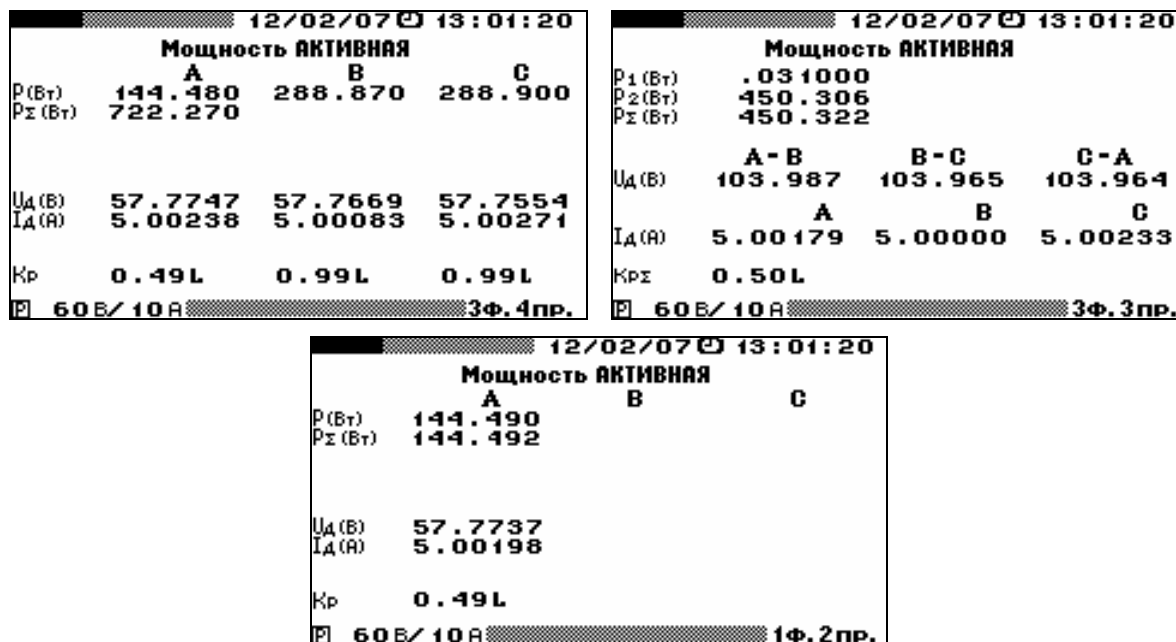 12/02/07 13:01:20
Мощность АКТИВНАЯ
A B C
P(Вт) 144.480 288.870 288.900
PΣ(Вт) 722.270
Uд(В) 57.7747 57.7669 57.7554
Iд(А) 5.00238 5.00083 5.00271
Kp 0.49L 0.99L 0.99L
P 60В/10А 3Ф.4пр.
12/02/07 13:01:20
Мощность АКТИВНАЯ
P1(Вт) .031000
P2(Вт) 450.306
PΣ(Вт) 450.322
A-B B-C C-A
Uд(В) 103.987 103.965 103.964
A B C
Iд(А) 5.00179 5.00000 5.00233
KpΣ 0.50L
P 60В/10А 3Ф.3пр.
12/02/07 13:01:20
Мощность АКТИВНАЯ
A B C
P(Вт) 144.490
PΣ(Вт) 144.492
Uд(В) 57.7737
Iд(А) 5.00198
Kp 0.49L
P 60В/10А 1Ф.2пр.